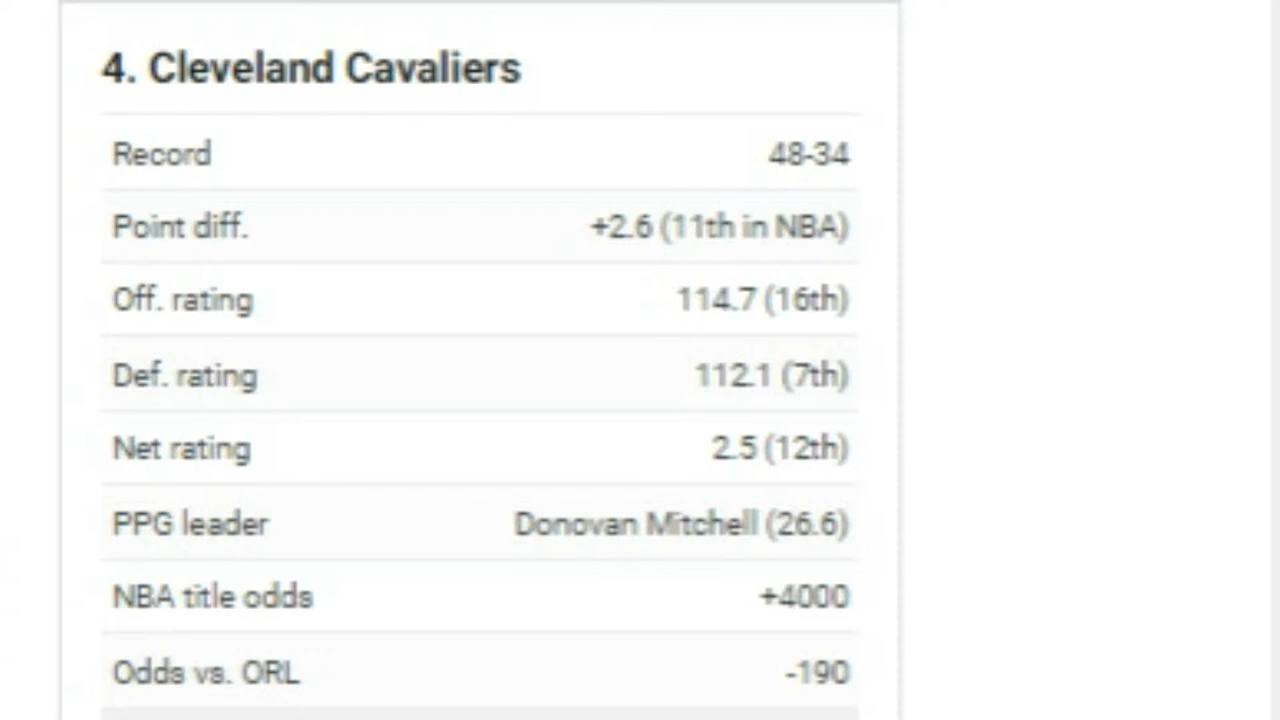 4. Cleveland Cavaliers
Record 48-34
Point diff. +2.6 (11th in NBA)
Off. rating 114.7 (16th)
Def. rating 112.1 (7th)
Net rating 2.5 (12th)
PPG leader Donovan Mitchell (26.6)
NBA title odds +4000
Odds vs. ORL -190